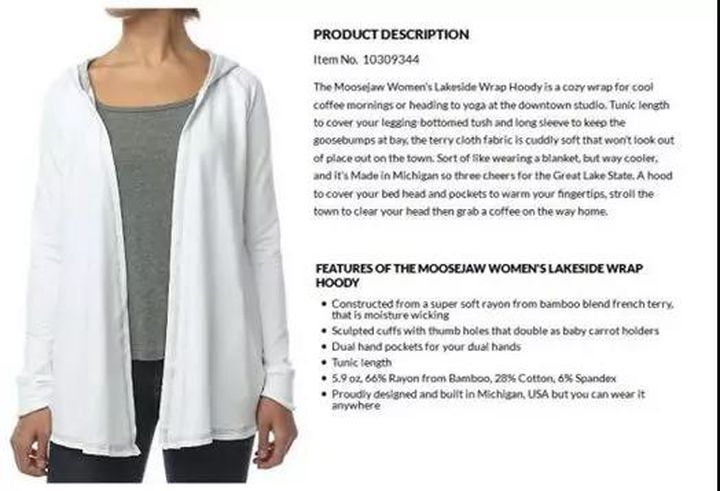 PRODUCT DESCRIPTION
Item No. 10309344
The Moosejaw Women's Lakeside Wrap Hoody is a cozy wrap for cool
coffee mornings or heading to yoga at the downtown studio. Tunic length
to cover your legging-bottomed tush and long sleeve to keep the
goosebumps at bay, the terry cloth fabric is cuddly soft that won't look out
of place out on the town. Sort of like wearing a blanket, but way cooler,
and it's Made in Michigan so three cheers for the Great Lake State. A hood
to cover your bed head and pockets to warm your fingertips, stroll the
town to clear your head then grab a coffee on the way home.
FEATURES OF THE MOOSEJAW WOMEN'S LAKESIDE WRAP
HOODY
• Constructed from a super soft rayon from bamboo blend french terry,
that is moisture wicking
• Sculpted cuffs with thumb holes that double as baby carrot holders
• Dual hand pockets for your dual hands
• Tunic length
• 5.9 oz, 66% Rayon from Bamboo, 28% Cotton, 6% Spandex
• Proudly designed and built in Michigan, USA but you can wear it
anywhere